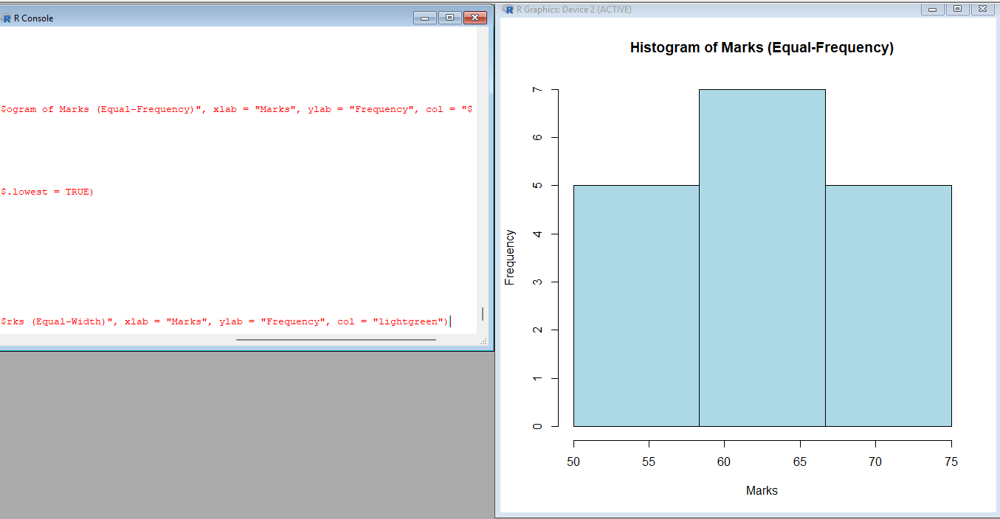 R Console
$ogram of Marks (Equal-Frequency)", xlab = "Marks", ylab = "Frequency", col = "$
$.lowest = TRUE)
$rks (Equal-Width)", xlab = "Marks", ylab = "Frequency", col = "lightgreen")
R Graphics: Device 2 (ACTIVE)
Histogram of Marks (Equal-Frequency)
Frequency
7
6
5
4
3
2
1
0
50 55 60 65 70 75
Marks